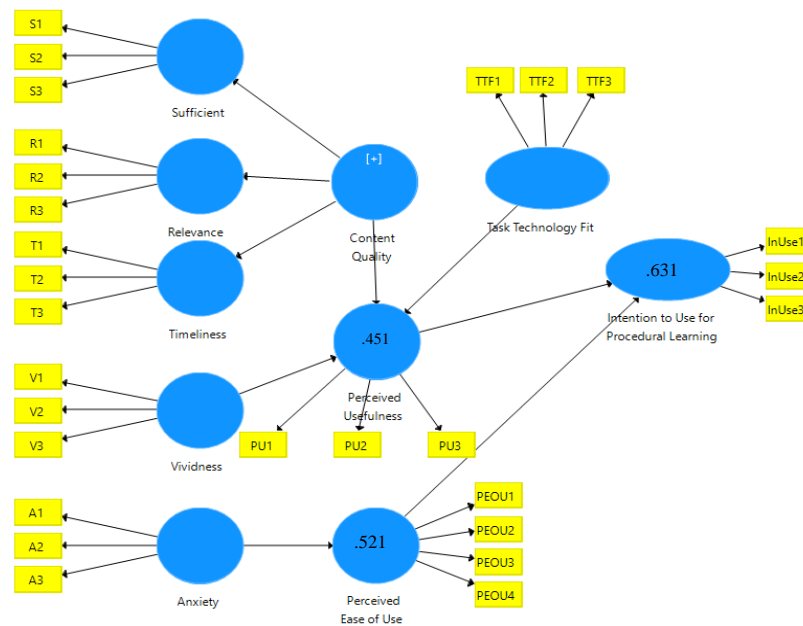 S1
S2
S3
Sufficient
R1
R2
R3
Relevance
T1
T2
T3
Timeliness
[+]
Content
Quality
TTF1
TTF2
TTF3
Task Technology Fit
.631
Intention to Use for
Procedural Learning
InUse1
InUse2
InUse3
.451
Perceived
Usefulness
PU1
PU2
PU3
V1
V2
V3
Vividness
A1
A2
A3
Anxiety
.521
Perceived
Ease of Use
PEOU1
PEOU2
PEOU3
PEOU4